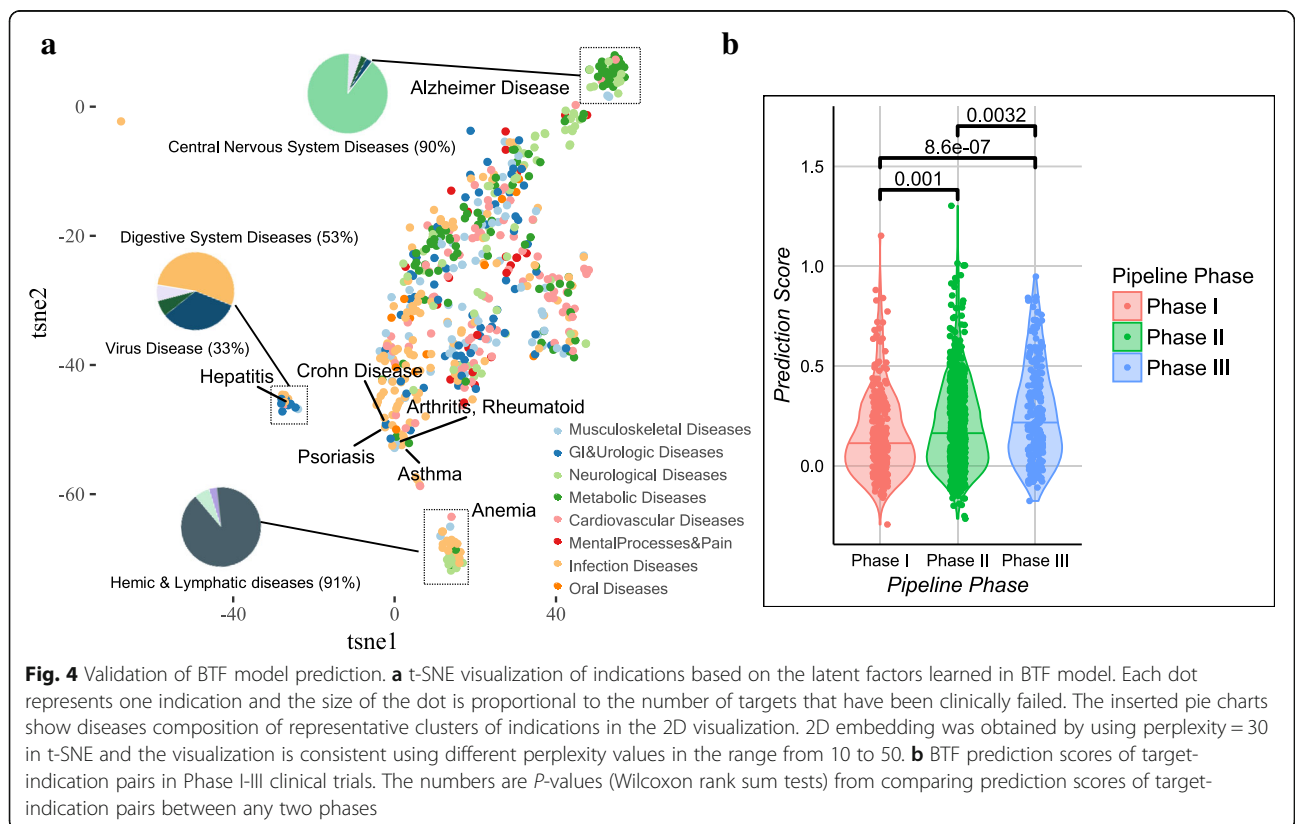 a
Alzheimer Disease
Central Nervous System Diseases (90%)
Digestive System Diseases (53%)
Virus Disease (33%)
Hepatitis
Crohn Disease
Arthritis, Rheumatoid
Psoriasis
Asthma
Anemia
Hemic & Lymphatic diseases (91%)
Musculoskeletal Diseases
GI&Urologic Diseases
Neurological Diseases
Metabolic Diseases
Cardiovascular Diseases
MentalProcesses&Pain
Infection Diseases
Oral Diseases
0
-20
-40
-60
tsne2
-40
0
40
tsne1
b
0.0032
8.6e-07
0.001
1.5
1.0
0.5
0.0
Prediction Score
Phase I
Phase II
Phase III
Pipeline Phase
Pipeline Phase
Phase I
Phase II
Phase III
Fig. 4 Validation of BTF model prediction. a t-SNE visualization of indications based on the latent factors learned in BTF model. Each dot
represents one indication and the size of the dot is proportional to the number of targets that have been clinically failed. The inserted pie charts
show diseases composition of representative clusters of indications in the 2D visualization. 2D embedding was obtained by using perplexity = 30
in t-SNE and the visualization is consistent using different perplexity values in the range from 10 to 50. b BTF prediction scores of target-
indication pairs in Phase I-III clinical trials. The numbers are P-values (Wilcoxon rank sum tests) from comparing prediction scores of target-
indication pairs between any two phases